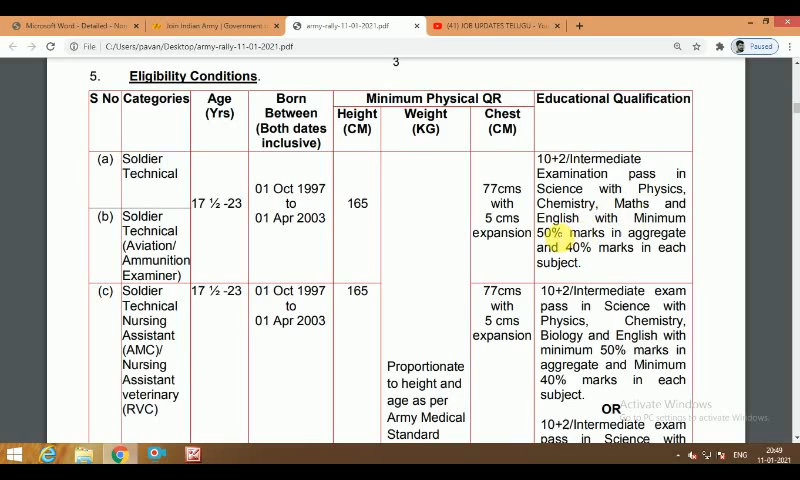 Microsoft Word - Detailed - Not
Join Indian Army | Government o
army-rally-11-01-2021.pdf
(41) JOB UPDATES TELUGU - You
File | C:/Users/pavan/Desktop/army-rally-11-01-2021.pdf
Paused
3
5. Eligibility Conditions.
S No Categories Age (Yrs) Born Between (Both dates inclusive) Minimum Physical QR Educational Qualification
Height (CM) Weight (KG) Chest (CM)
(a) Soldier
Technical
17 ½ -23
01 Oct 1997
to
01 Apr 2003
165
77cms
with
5 cms
expansion
10+2/Intermediate
Examination pass in
Science with Physics,
Chemistry, Maths and
English with Minimum
50% marks in aggregate
and 40% marks in each
subject.
(b) Soldier
Technical
(Aviation/
Ammunition
Examiner)
(c) Soldier
Technical
Nursing
Assistant
(AMC)/
Nursing
Assistant
veterinary
(RVC)
17 ½ -23
01 Oct 1997
to
01 Apr 2003
165
Proportionate
to height and
age as per
Army Medical
Standard
77cms
with
5 cms
expansion
10+2/Intermediate exam
pass in Science with
Physics, Chemistry,
Biology and English with
minimum 50% marks in
aggregate and Minimum
40% marks in each
subject.
OR
10+2/Intermediate exam
pass in Science with
Activate Windows
Go to PC settings to activate Windows.
ENG
20:49
11-01-2021